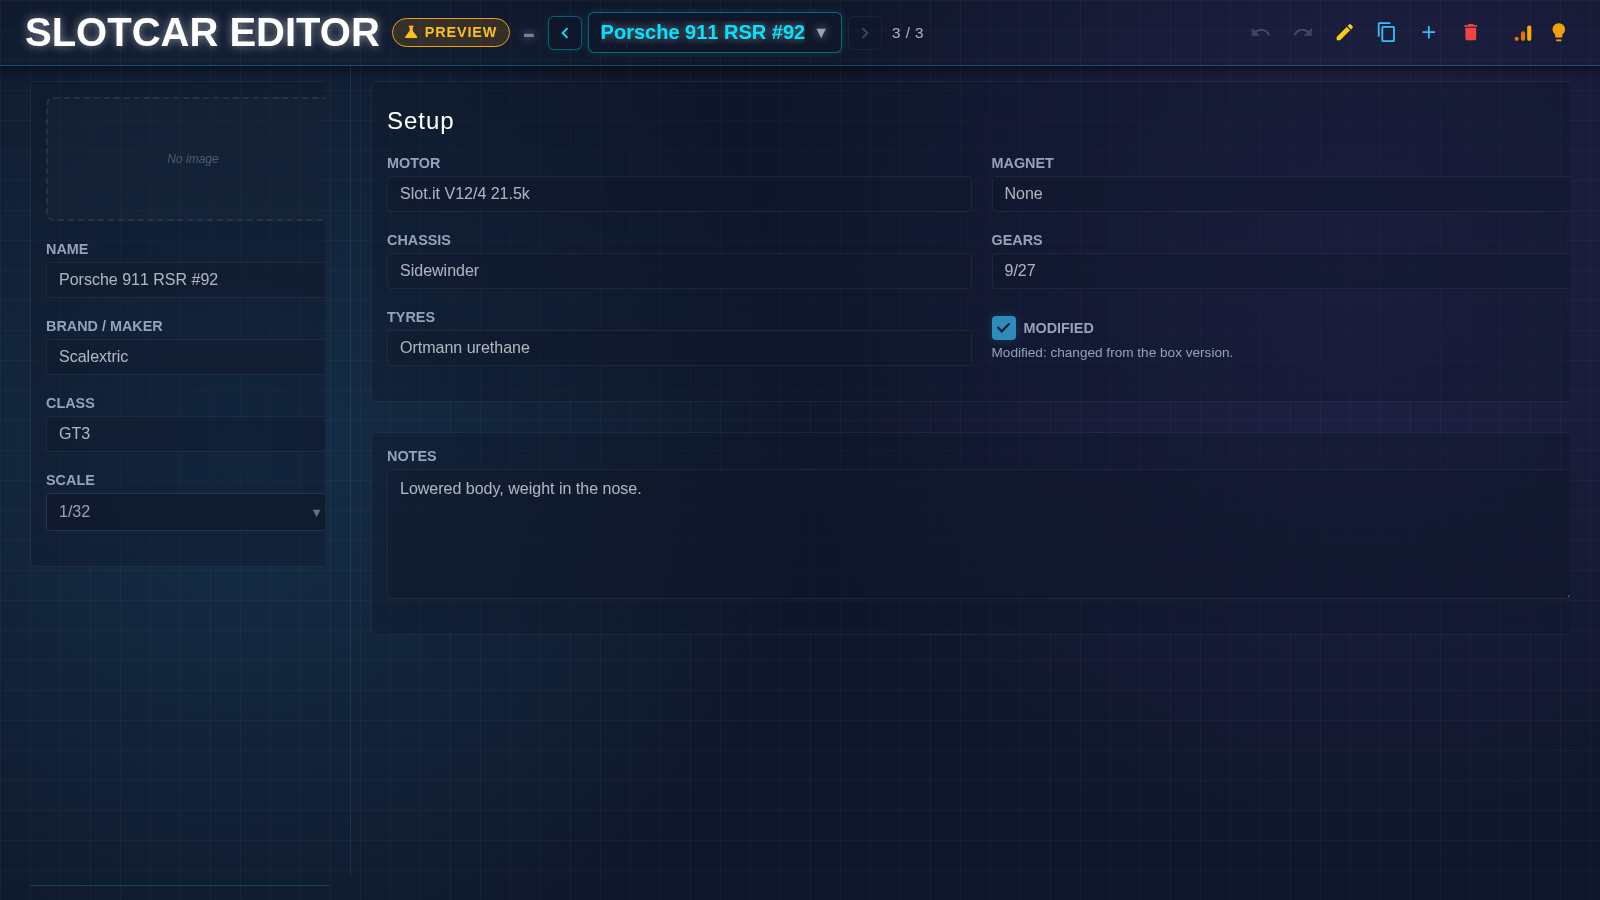 SLOTCAR EDITOR PREVIEW – Porsche 911 RSR #92 ▼ 3 / 3
No image
NAME
Porsche 911 RSR #92
BRAND / MAKER
Scalextric
CLASS
GT3
SCALE
1/32 ▼
Setup
MOTOR
Slot.it V12/4 21.5k
MAGNET
None
CHASSIS
Sidewinder
GEARS
9/27
TYRES
Ortmann urethane
MODIFIED
Modified: changed from the box version.
NOTES
Lowered body, weight in the nose.